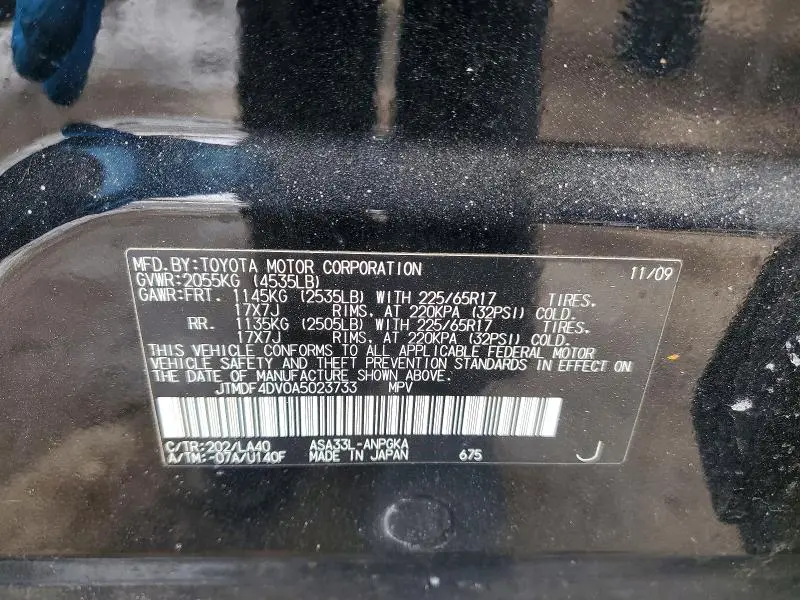 MFD.BY:TOYOTA MOTOR CORPORATION 11/09
GVWR:2055KG (4535LB)
GAWR:FRT. 1145KG (2535LB) WITH 225/65R17 TIRES.
17X7J RIMS. AT 220KPA (32PSI) COLD.
RR. 1135KG (2505LB) WITH 225/65R17 TIRES.
17X7J RIMS. AT 220KPA (32PSI) COLD.
THIS VEHICLE CONFORMS TO ALL APPLICABLE FEDERAL MOTOR
VEHICLE SAFETY AND THEFT PREVENTION STANDARDS IN EFFECT ON
THE DATE OF MANUFACTURE SHOWN ABOVE.
JTMDF4DV0A5023733 MPV
C/TR:202/LA40 ASA33L-ANPGKA
A/TM:-07A/U140F MADE IN JAPAN 675 J